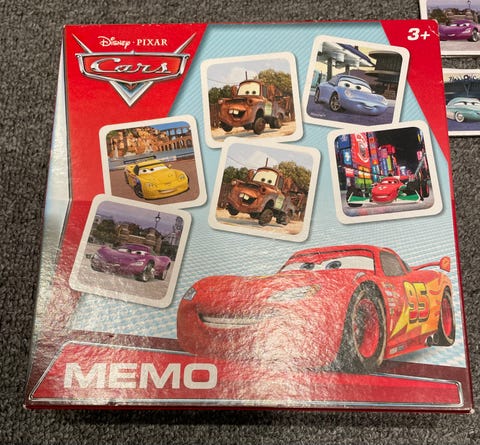 DISNEY · PIXAR
Cars
3+
95
MEMO